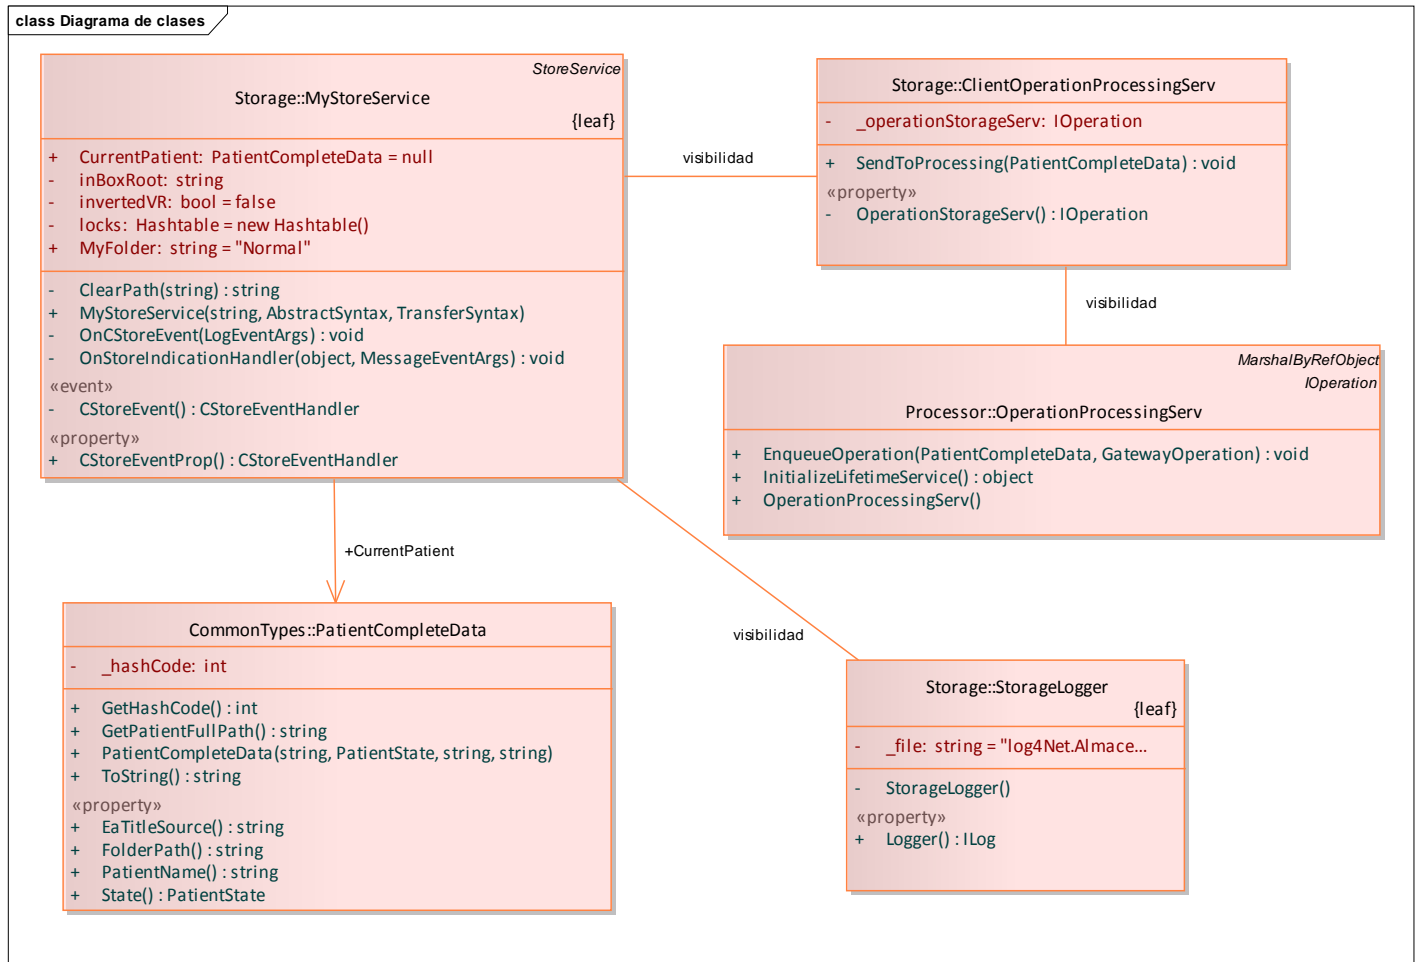 class Diagrama de clases
StoreService
Storage::MyStoreService
{leaf}
+ CurrentPatient: PatientCompleteData = null
- inBoxRoot: string
- invertedVR: bool = false
- locks: Hashtable = new Hashtable()
+ MyFolder: string = "Normal"
- ClearPath(string) : string
+ MyStoreService(string, AbstractSyntax, TransferSyntax)
- OnCStoreEvent(LogEventArgs) : void
- OnStoreIndicationHandler(object, MessageEventArgs) : void
«event»
- CStoreEvent() : CStoreEventHandler
«property»
+ CStoreEventProp() : CStoreEventHandler
visibilidad
Storage::ClientOperationProcessingServ
- _operationStorageServ: IOperation
+ SendToProcessing(PatientCompleteData) : void
«property»
- OperationStorageServ() : IOperation
visibilidad
MarshalByRefObject
IOperation
Processor::OperationProcessingServ
+ EnqueueOperation(PatientCompleteData, GatewayOperation) : void
+ InitializeLifetimeService() : object
+ OperationProcessingServ()
+CurrentPatient
CommonTypes::PatientCompleteData
- _hashCode: int
+ GetHashCode() : int
+ GetPatientFullPath() : string
+ PatientCompleteData(string, PatientState, string, string)
+ ToString() : string
«property»
+ EaTitleSource() : string
+ FolderPath() : string
+ PatientName() : string
+ State() : PatientState
visibilidad
Storage::StorageLogger
{leaf}
- _file: string = "log4Net.Almace...
- StorageLogger()
«property»
+ Logger() : ILog